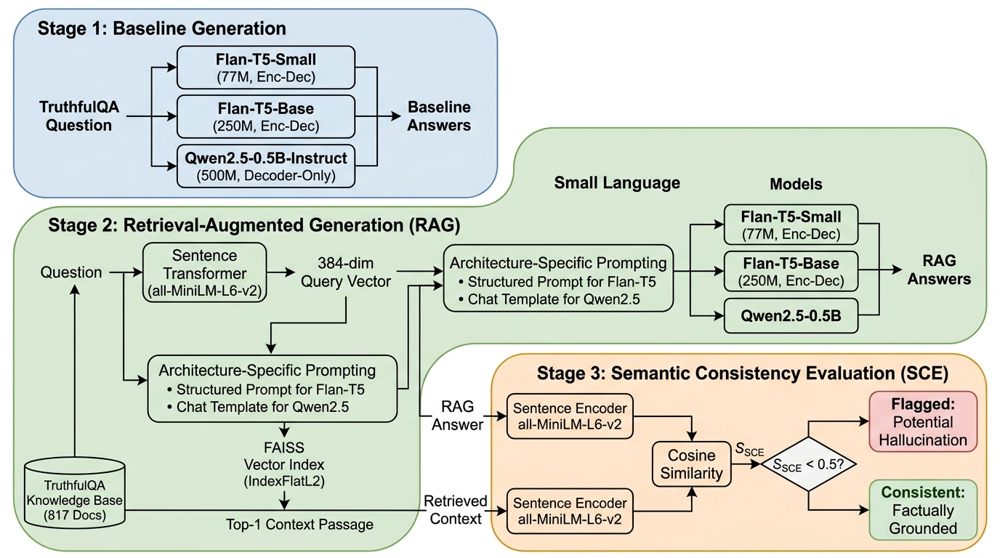 Stage 1: Baseline Generation
TruthfulQA
Question
Flan-T5-Small
(77M, Enc-Dec)
Flan-T5-Base
(250M, Enc-Dec)
Qwen2.5-0.5B-Instruct
(500M, Decoder-Only)
Baseline
Answers
Stage 2: Retrieval-Augmented Generation (RAG)
Question
Sentence
Transformer
(all-MiniLM-L6-v2)
384-dim
Query Vector
Architecture-Specific Prompting
• Structured Prompt for Flan-T5
• Chat Template for Qwen2.5
Small Language Models
Flan-T5-Small
(77M, Enc-Dec)
Flan-T5-Base
(250M, Enc-Dec)
Qwen2.5-0.5B
RAG
Answers
Architecture-Specific Prompting
• Structured Prompt for Flan-T5
• Chat Template for Qwen2.5
FAISS
Vector Index
(IndexFlatL2)
TruthfulQA
Knowledge Base
(817 Docs)
Top-1 Context Passage
Stage 3: Semantic Consistency Evaluation (SCE)
RAG
Answer
Sentence Encoder
all-MiniLM-L6-v2
Retrieved
Context
Sentence Encoder
all-MiniLM-L6-v2
Cosine
Similarity
SSCE
SSCE < 0.5?
Flagged:
Potential
Hallucination
Consistent:
Factually
Grounded